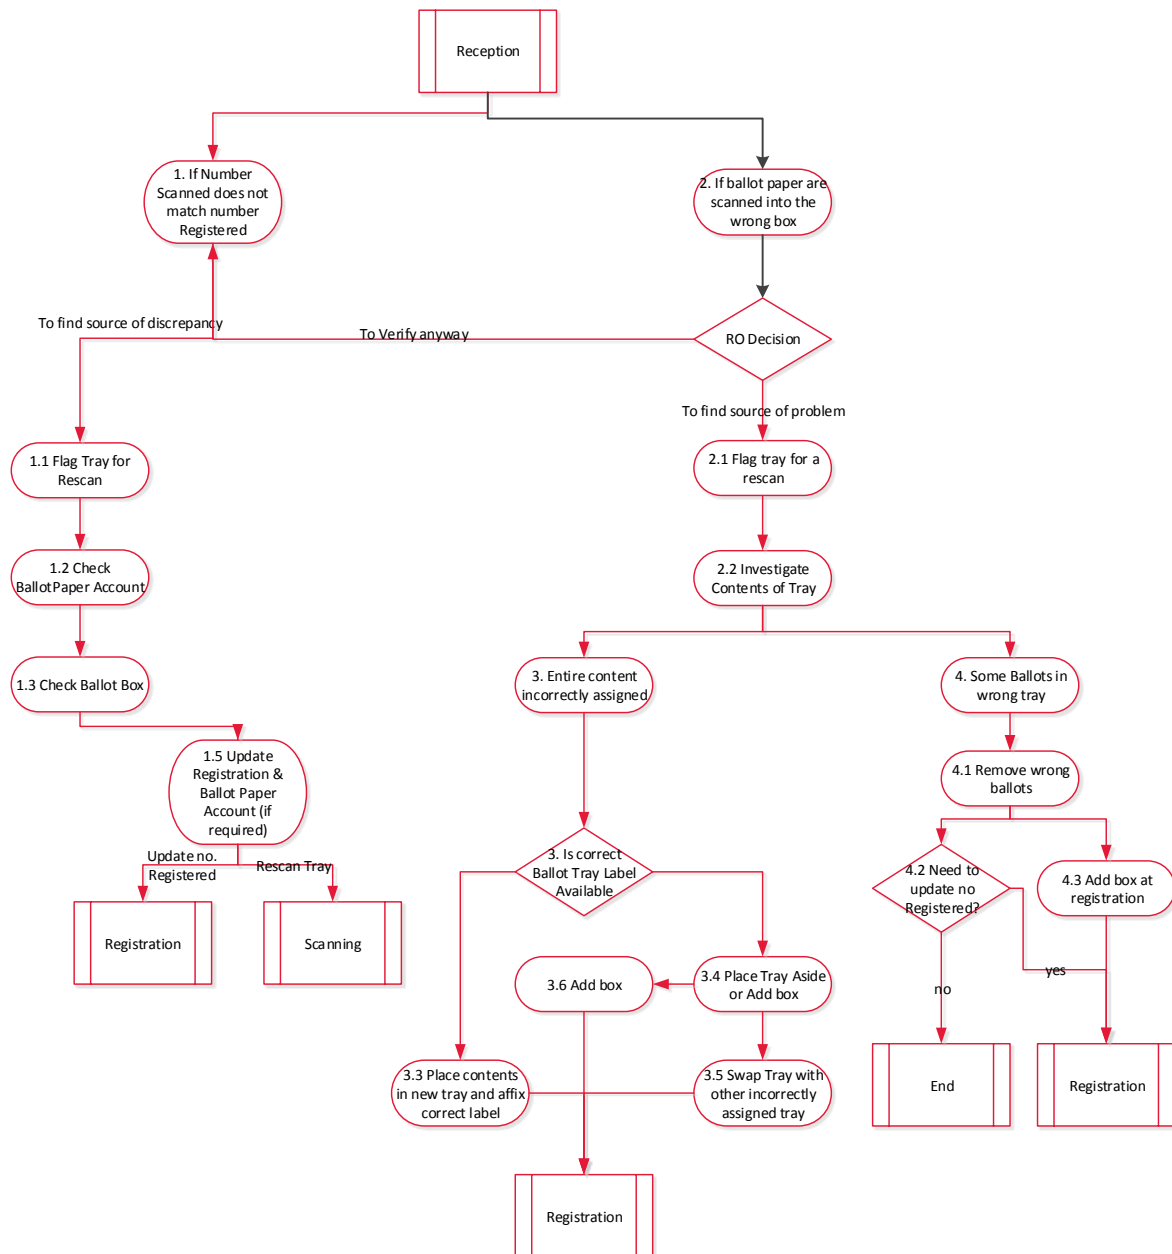 Reception
1. If Number
Scanned does not
match number
Registered
2. If ballot paper are
scanned into the
wrong box
To find source of discrepancy
To Verify anyway
RO Decision
To find source of problem
1.1 Flag Tray for
Rescan
2.1 Flag tray for a
rescan
1.2 Check
BallotPaper Account
2.2 Investigate
Contents of Tray
1.3 Check Ballot Box
3. Entire content
incorrectly assigned
4. Some Ballots in
wrong tray
1.5 Update
Registration &
Ballot Paper
Account (if
required)
4.1 Remove wrong
ballots
Update no.
Registered
Rescan Tray
3. Is correct
Ballot Tray Label
Available
4.2 Need to
update no
Registered?
4.3 Add box at
registration
Registration
Scanning
3.6 Add box
3.4 Place Tray Aside
or Add box
no
yes
3.3 Place contents
in new tray and affix
correct label
3.5 Swap Tray with
other incorrectly
assigned tray
End
Registration
Registration